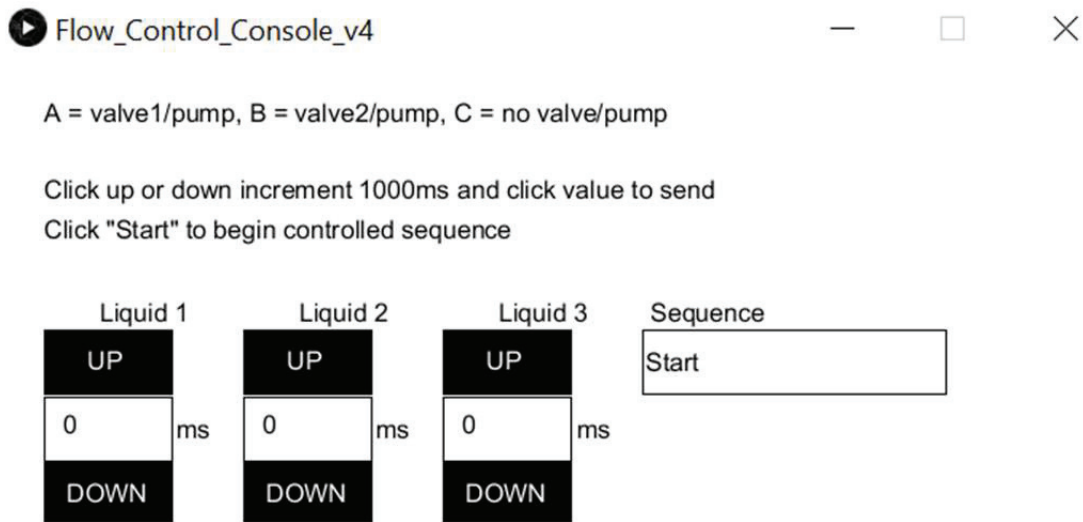 Flow_Control_Console_v4
A = valve1/pump, B = valve2/pump, C = no valve/pump
Click up or down increment 1000ms and click value to send
Click "Start" to begin controlled sequence
Liquid 1 Liquid 2 Liquid 3 Sequence
UP UP UP Start
0 ms 0 ms 0 ms
DOWN DOWN DOWN